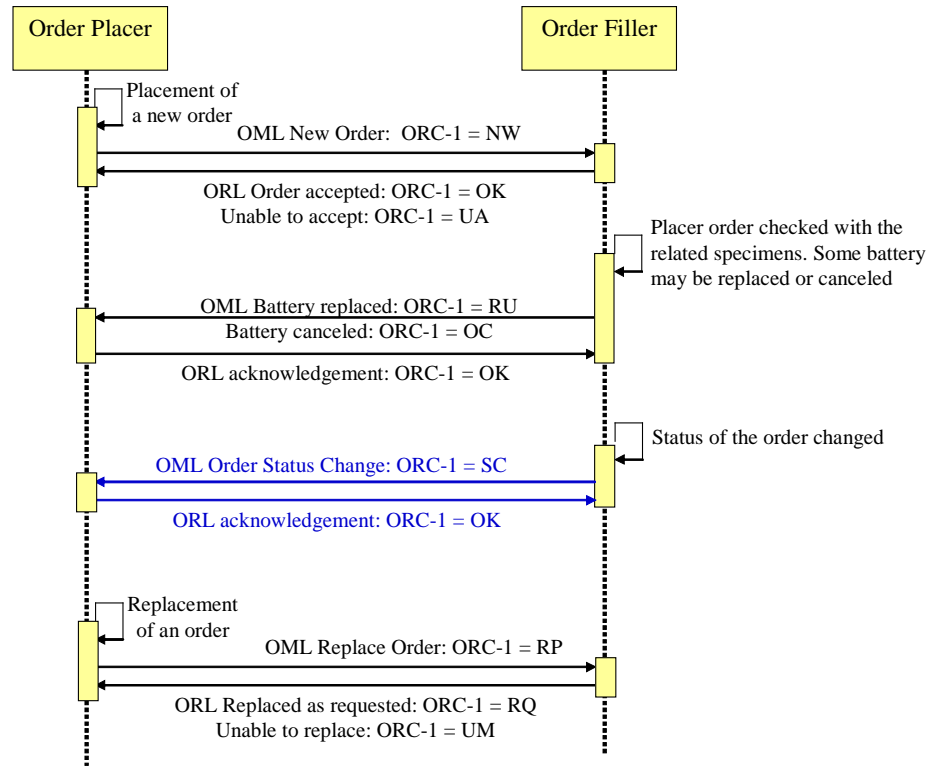 Order Placer
Order Filler
Placement of
a new order
OML New Order: ORC-1 = NW
ORL Order accepted: ORC-1 = OK
Unable to accept: ORC-1 = UA
Placer order checked with the
related specimens. Some battery
may be replaced or canceled
OML Battery replaced: ORC-1 = RU
Battery canceled: ORC-1 = OC
ORL acknowledgement: ORC-1 = OK
Status of the order changed
OML Order Status Change: ORC-1 = SC
ORL acknowledgement: ORC-1 = OK
Replacement
of an order
OML Replace Order: ORC-1 = RP
ORL Replaced as requested: ORC-1 = RQ
Unable to replace: ORC-1 = UM